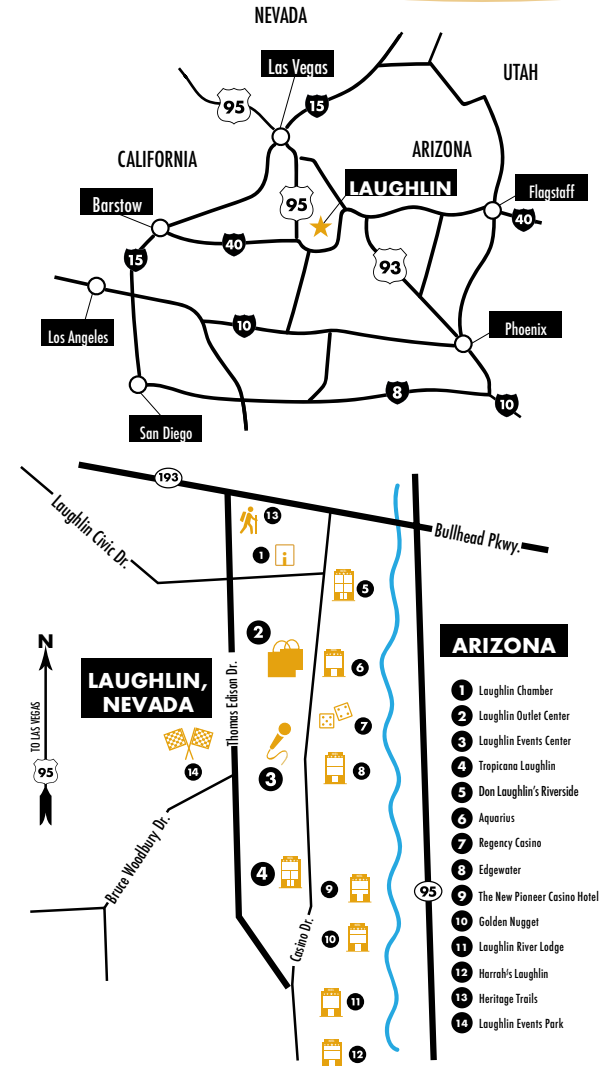 NEVADA
Las Vegas
UTAH
95
15
CALIFORNIA
ARIZONA
LAUGHLIN
Flagstaff
Barstow
95
40
40
15
93
Los Angeles
10
Phoenix
8
10
San Diego
193
Laughlin Civic Dr.
13
1
Bullhead Pkwy.
5
2
N
ARIZONA
LAUGHLIN,
NEVADA
Thomas Edison Dr.
6
TO LAS VEGAS
95
7
14
3
8
Bruce Woodbury Dr.
4
9
95
10
Casino Dr.
11
12
1 Laughlin Chamber
2 Laughlin Outlet Center
3 Laughlin Events Center
4 Tropicana Laughlin
5 Don Laughlin's Riverside
6 Aquarius
7 Regency Casino
8 Edgewater
9 The New Pioneer Casino Hotel
10 Golden Nugget
11 Laughlin River Lodge
12 Harrah's Laughlin
13 Heritage Trails
14 Laughlin Events Park